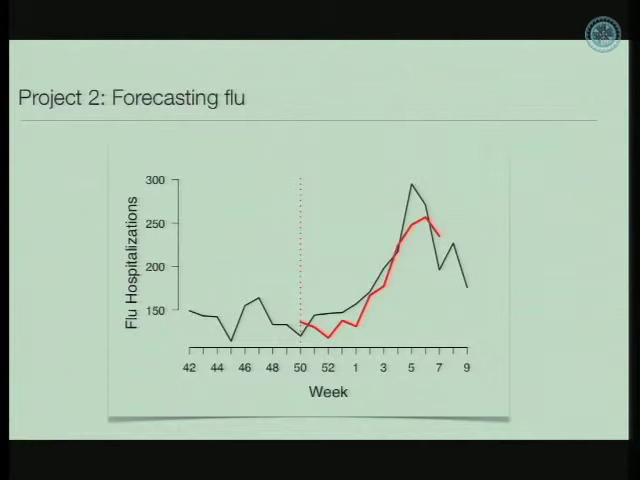 Project 2: Forecasting flu
Flu Hospitalizations
300
250
200
150
42 44 46 48 50 52 1 3 5 7 9
Week